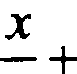 x
— +